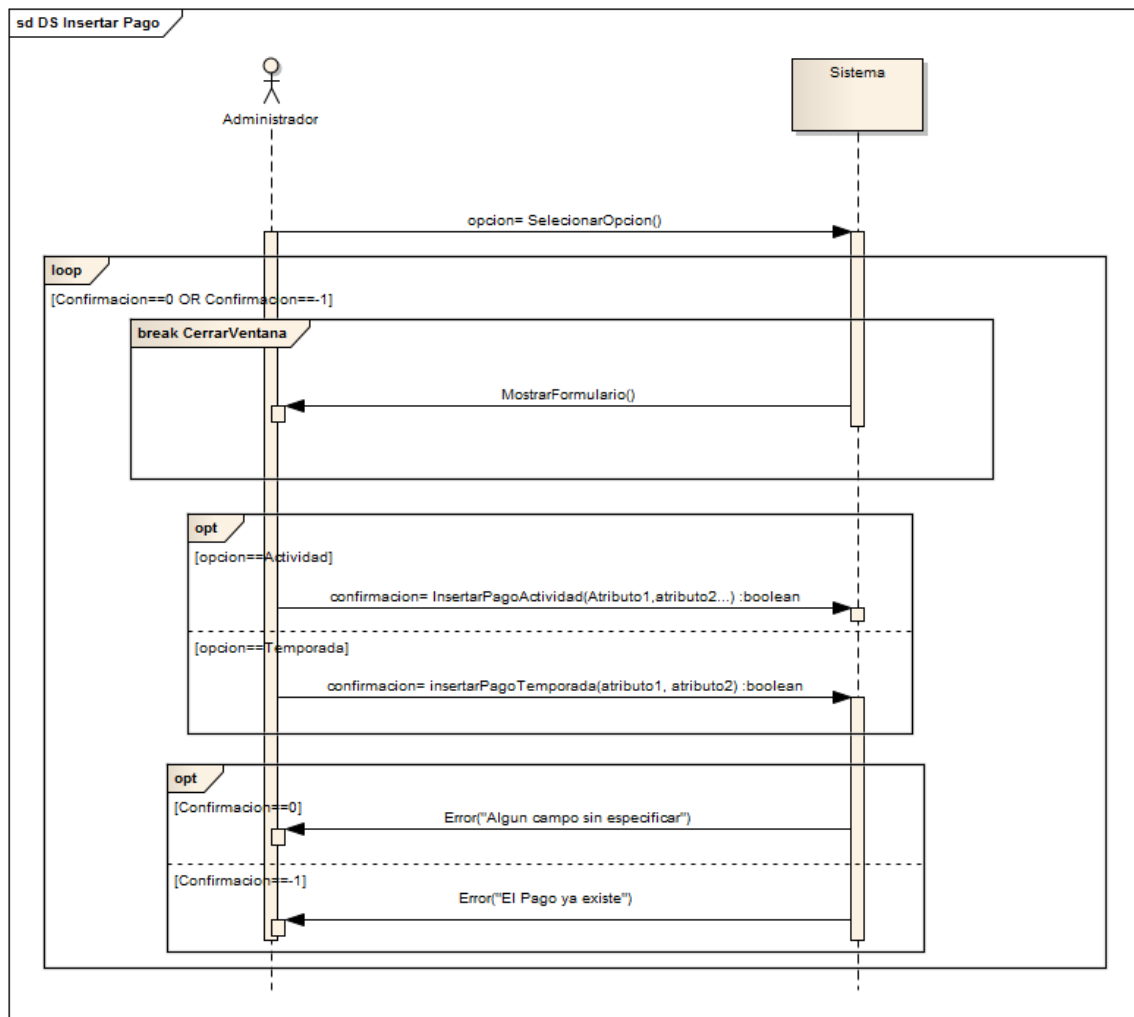 sd DS Insertar Pago
Administrador
Sistema
opcion= SelecionarOpcion()
loop
[Confirmacion==0 OR Confirmacion==-1]
break CerrarVentana
MostrarFormulario()
opt
[opcion==Actividad]
confirmacion= InsertarPagoActividad(Atributo1,atributo2...) :boolean
[opcion==Temporada]
confirmacion= insertarPagoTemporada(atributo1, atributo2) :boolean
opt
[Confirmacion==0]
Error("Algun campo sin especificar")
[Confirmacion==-1]
Error("El Pago ya existe")